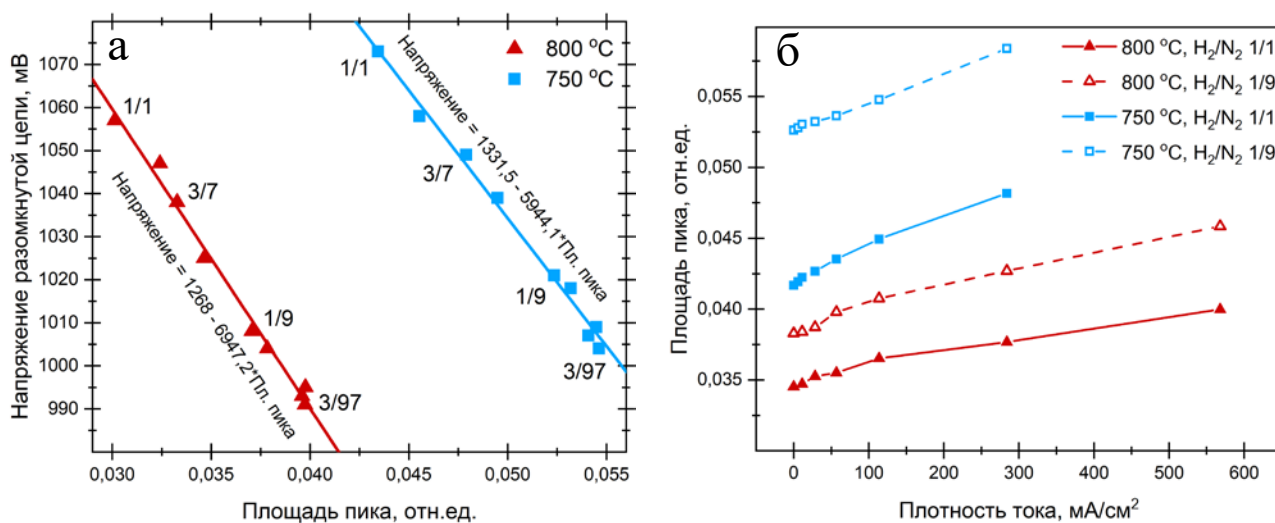 а
800 °C
750 °C
Напряжение разомкнутой цепи, мВ
1070
1060
1050
1040
1030
1020
1010
1000
990
1/1
3/7
1/9
3/97
Напряжение = 1268 - 6947,2*Пл. пика
1/1
3/7
1/9
3/97
Напряжение = 1331,5 - 5944,1*Пл. пика
0,030 0,035 0,040 0,045 0,050 0,055
Площадь пика, отн.ед.
б
800 °C, H₂/N₂ 1/1
800 °C, H₂/N₂ 1/9
750 °C, H₂/N₂ 1/1
750 °C, H₂/N₂ 1/9
Площадь пика, отн.ед.
0,055
0,050
0,045
0,040
0,035
0 100 200 300 400 500 600
Плотность тока, мА/см²